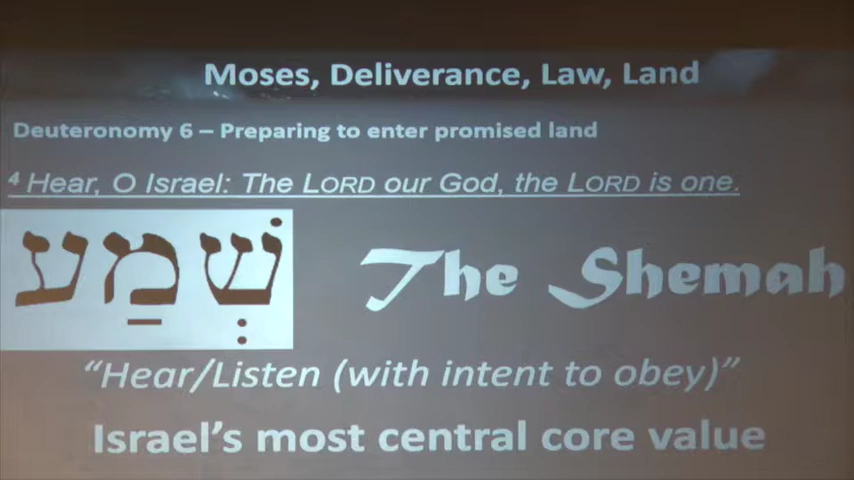 Moses, Deliverance, Law, Land
Deuteronomy 6 – Preparing to enter promised land
⁴ Hear, O Israel: The LORD our God, the LORD is one.
שְׁמַע The Shemah
“Hear/Listen (with intent to obey)”
Israel’s most central core value